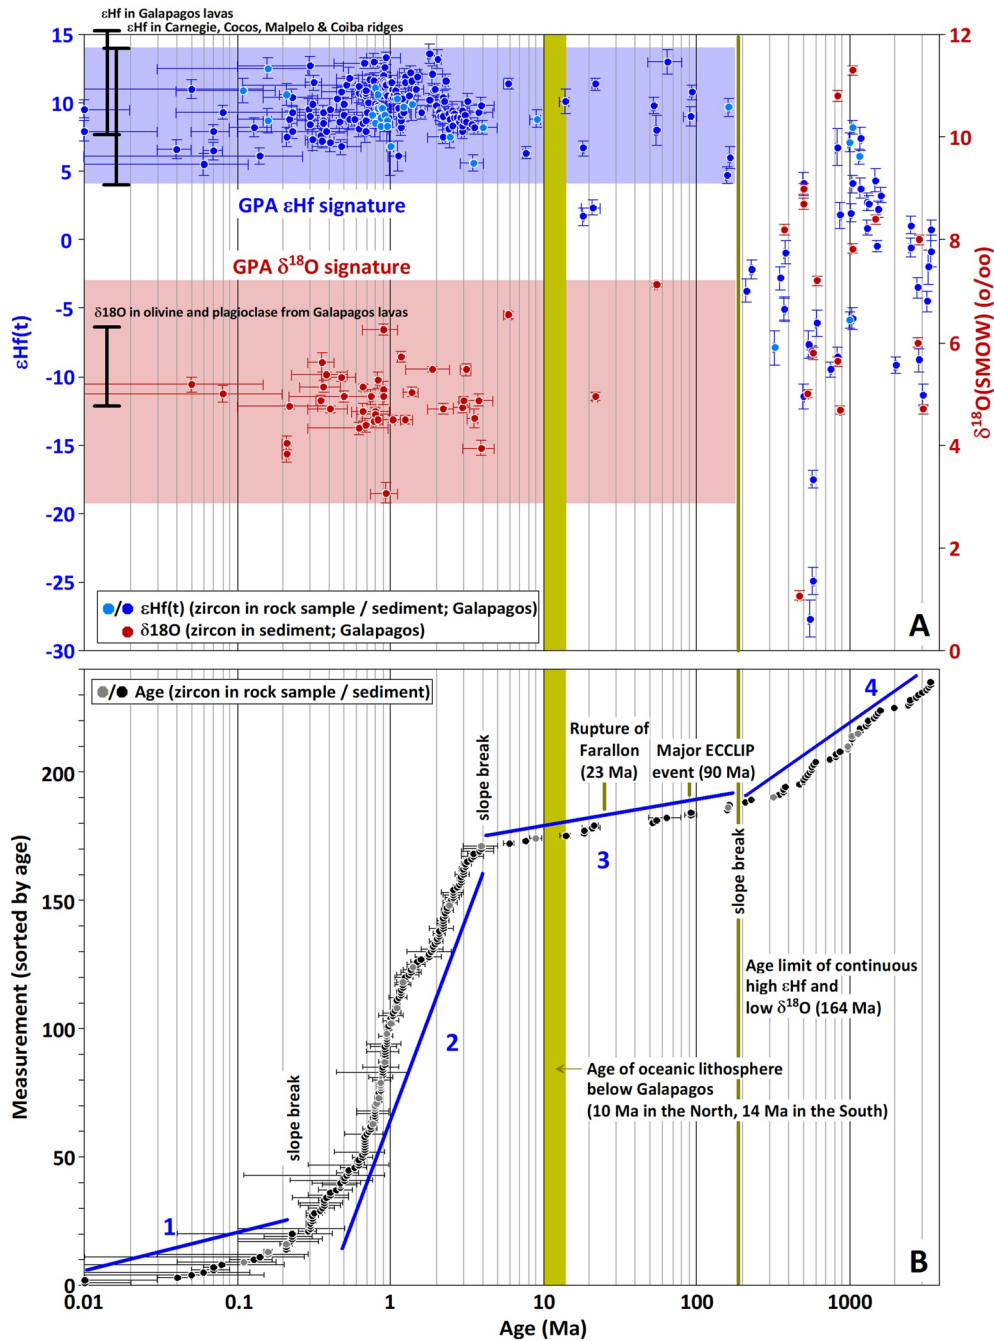 εHf in Galapagos lavas
εHf in Carnegie, Cocos, Malpelo & Coiba ridges
15
10
5
0
-5
-10
-15
-20
-25
-30
εHf(t)
12
10
8
6
4
2
0
δ18O(SMOW) (o/oo)
GPA εHf signature
GPA δ18O signature
δ18O in olivine and plagioclase from Galapagos lavas
/ εHf(t) (zircon in rock sample / sediment; Galapagos)
δ18O (zircon in sediment; Galapagos)
A
/ Age (zircon in rock sample / sediment)
4
Rupture of
Farallon
(23 Ma)
Major ECCLIP
event (90 Ma)
slope break
3
slope break
Age limit of continuous
high εHf and
low δ18O (164 Ma)
2
Age of oceanic lithosphere
below Galapagos
(10 Ma in the North, 14 Ma in the South)
slope break
1
B
200
150
100
50
0
Measurement (sorted by age)
0.01
0.1
1
10
100
1000
Age (Ma)